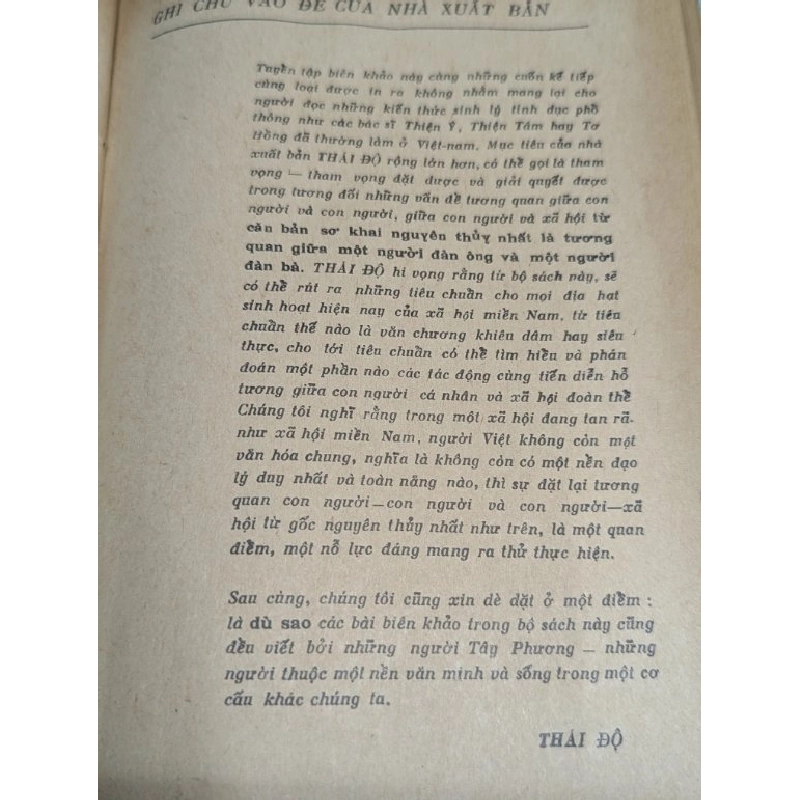 GHI CHÚ VÀO ĐỀ CỦA NHÀ XUẤT BẢN
Tuyển tập biên khảo này cùng những cuốn kế tiếp
cùng loại được in ra không nhằm mang lại cho
người đọc những kiến thức sinh lý tình dục phổ
thông như các bác sĩ Thiện Ý, Thiện Tâm hay Tơ
Hồng đã thường làm ở Việt-nam. Mục tiêu của nhà
xuất bản THÁI ĐỘ rộng lớn hơn, có thể gọi là tham
vọng — tham vọng đặt được và giải quyết được
trong tương đối những vấn đề tương quan giữa con
người và con người, giữa con người và xã hội từ
căn bản sơ khai nguyên thủy nhất là tương
quan giữa một người đàn ông và một người
đàn bà. THÁI ĐỘ hi vọng rằng từ bộ sách này, sẽ
có thể rút ra những tiêu chuẩn cho mọi địa hạt
sinh hoạt hiện nay của xã hội miền Nam, từ tiêu
chuẩn thế nào là văn chương khiêu dâm hay siêu
thực, cho tới tiêu chuẩn có thể tìm hiểu và phán
đoán một phần nào các tác động cùng tiến diễn hỗ
tương giữa con người cá nhân và xã hội đoàn thể
Chúng tôi nghĩ rằng trong một xã hội đang tan rã-
như xã hội miền Nam, người Việt không còn một
văn hóa chung, nghĩa là không còn có một nền đạo
lý duy nhất và toàn năng nào, thì sự đặt lại tương
quan con người—con người và con người—xã
hội từ gốc nguyên thủy nhất như trên, là một quan
điểm, một nỗ lực đáng mang ra thử thực hiện.
Sau cùng, chúng tôi cũng xin dè dặt ở một điểm :
là dù sao các bài biên khảo trong bộ sách này cũng
đều viết bởi những người Tây Phương — những
người thuộc một nền văn minh và sống trong một cơ
cấu khác chúng ta.
THÁI ĐỘ